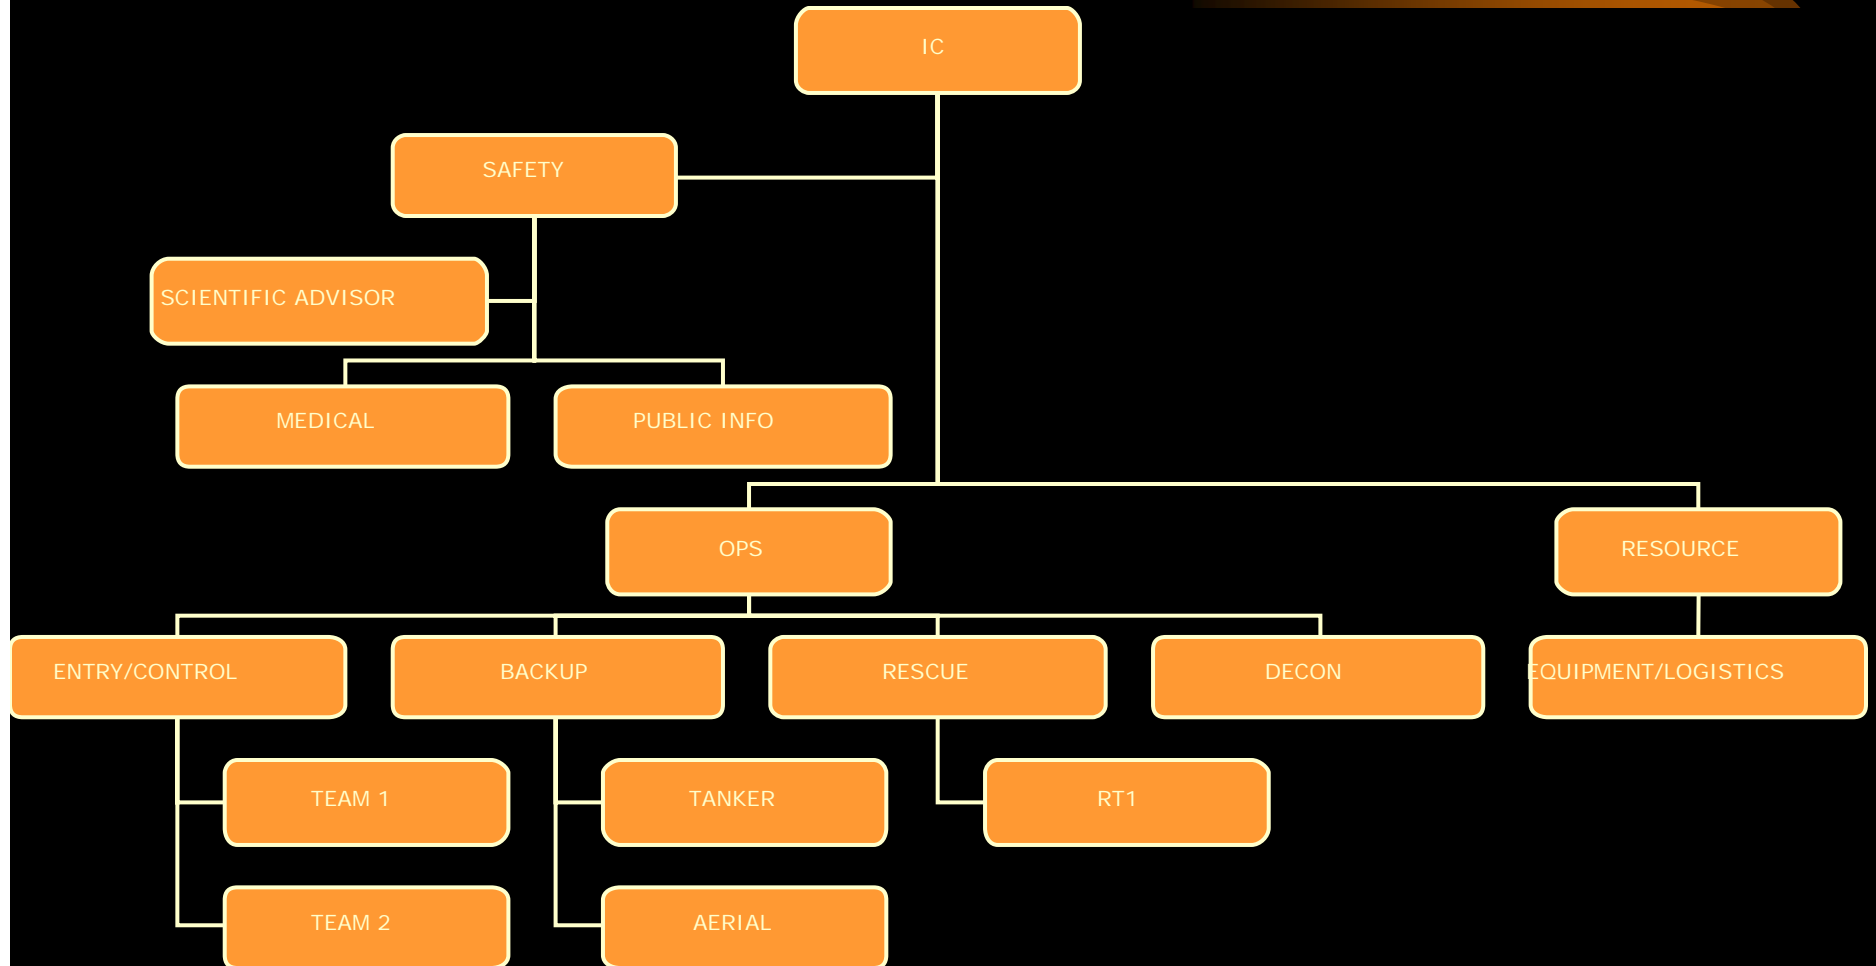 IC
SAFETY
SCIENTIFIC ADVISOR
MEDICAL
PUBLIC INFO
OPS
RESOURCE
ENTRY/CONTROL
BACKUP
RESCUE
DECON
EQUIPMENT/LOGISTICS
TEAM 1
TANKER
RT1
TEAM 2
AERIAL